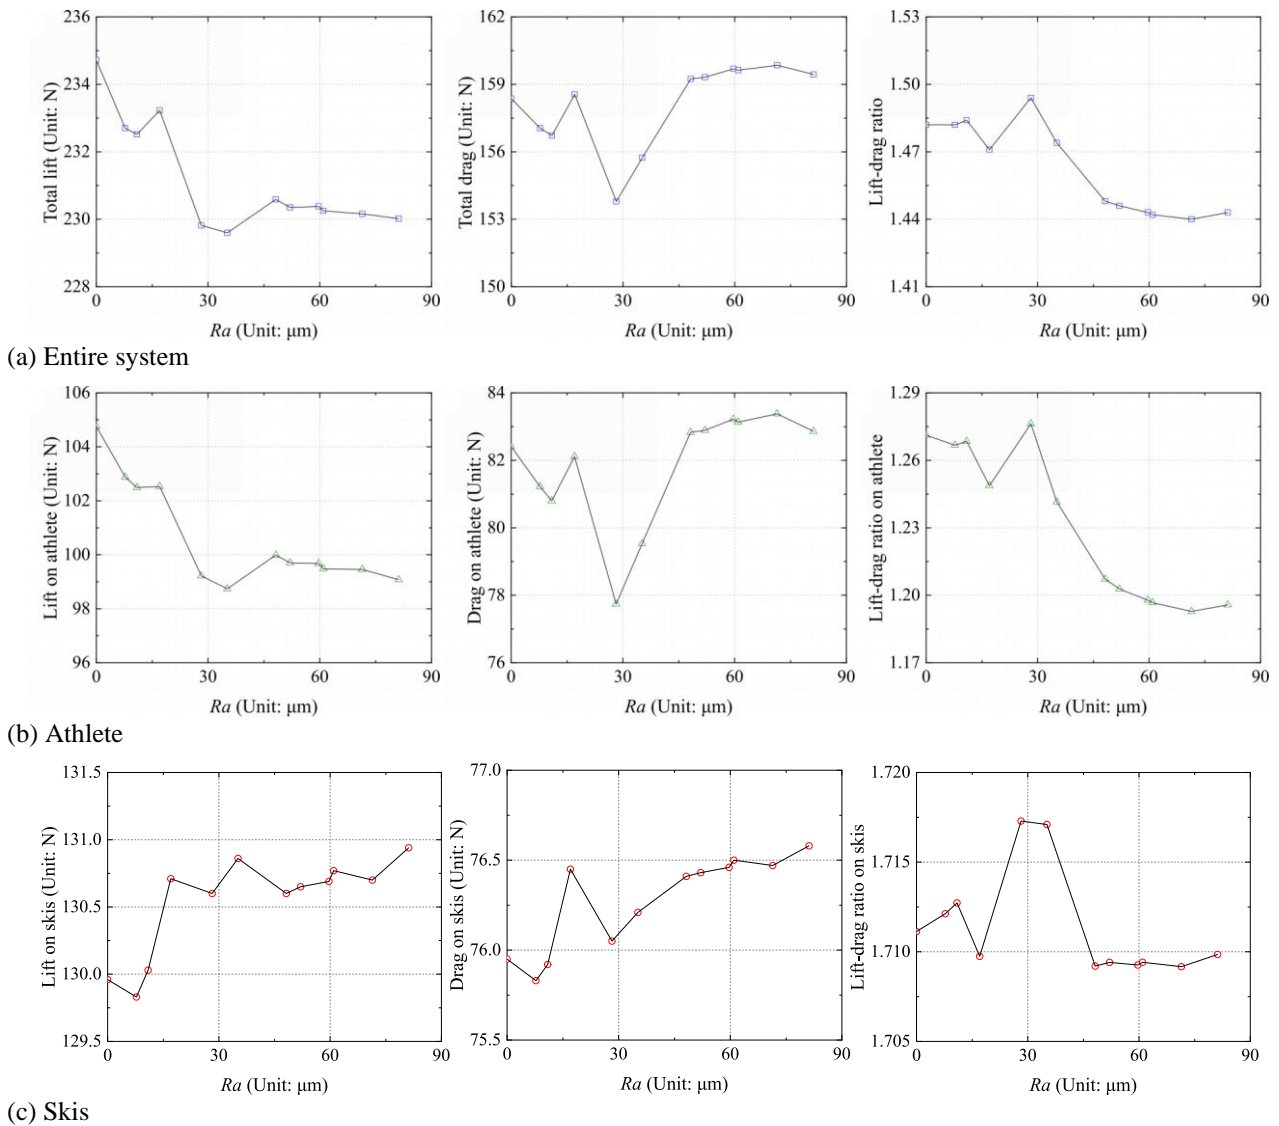 236
234
232
230
228
0 30 60 90
Total lift (Unit: N)
Ra (Unit: μm)
162
159
156
153
150
0 30 60 90
Total drag (Unit: N)
Ra (Unit: μm)
1.53
1.50
1.47
1.44
1.41
0 30 60 90
Lift-drag ratio
Ra (Unit: μm)
(a) Entire system
106
104
102
100
98
96
0 30 60 90
Lift on athlete (Unit: N)
Ra (Unit: μm)
84
82
80
78
76
0 30 60 90
Drag on athlete (Unit: N)
Ra (Unit: μm)
1.29
1.26
1.23
1.20
1.17
0 30 60 90
Lift-drag ratio on athlete
Ra (Unit: μm)
(b) Athlete
131.5
131.0
130.5
130.0
129.5
0 30 60 90
Lift on skis (Unit: N)
Ra (Unit: μm)
77.0
76.5
76.0
75.5
0 30 60 90
Drag on skis (Unit: N)
Ra (Unit: μm)
1.720
1.715
1.710
1.705
0 30 60 90
Lift-drag ratio on skis
Ra (Unit: μm)
(c) Skis